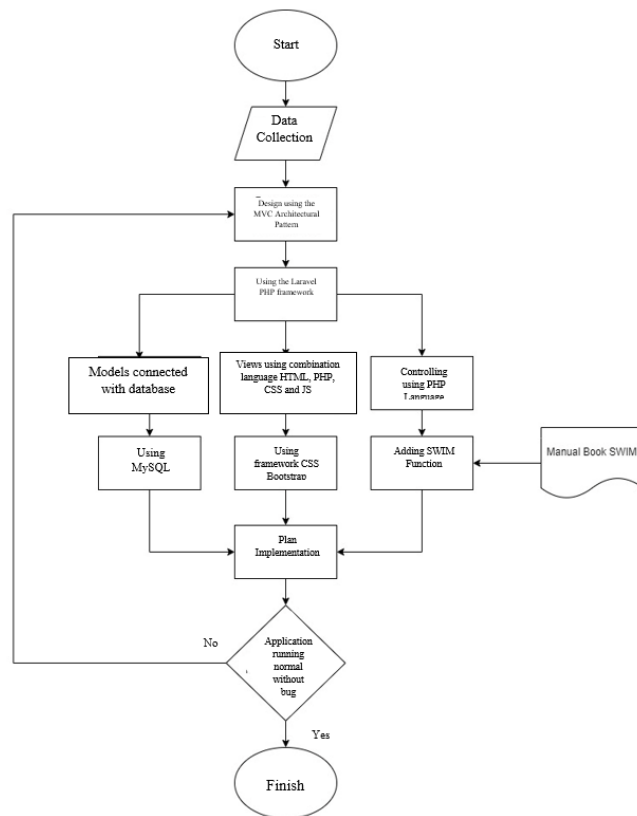 Start
Data
Collection
Design using the
MVC Architectural
Pattern
Using the Laravel
PHP framework
Models connected
with database
Views using combination
language HTML, PHP,
CSS and JS
Controlling
using PHP
Language
Using
MySQL
Using
framework CSS
Bootstrap
Adding SWIM
Function
Manual Book SWIM
Plan
Implementation
No
Application
running
normal
without
bug
Yes
Finish